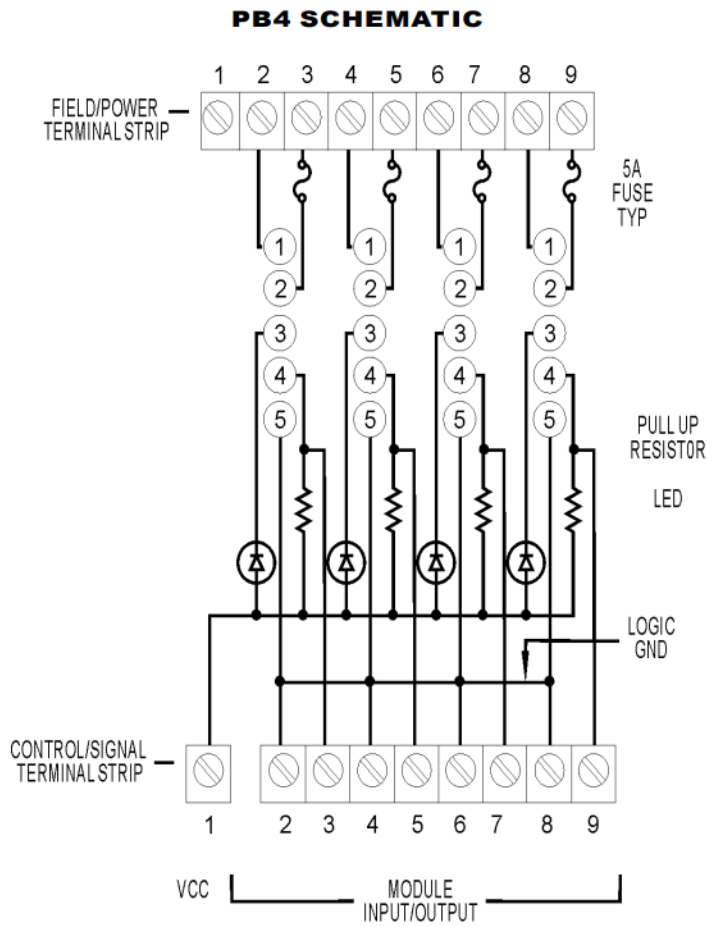 PB4 SCHEMATIC
1 2 3 4 5 6 7 8 9
FIELD/POWER
TERMINAL STRIP
5A
FUSE
TYP
1 1 1 1
2 2 2 2
3 3 3 3
4 4 4 4
5 5 5 5
PULL UP
RESISTOR
LED
LOGIC
GND
CONTROL/SIGNAL
TERMINAL STRIP
1 2 3 4 5 6 7 8 9
VCC
MODULE
INPUT/OUTPUT